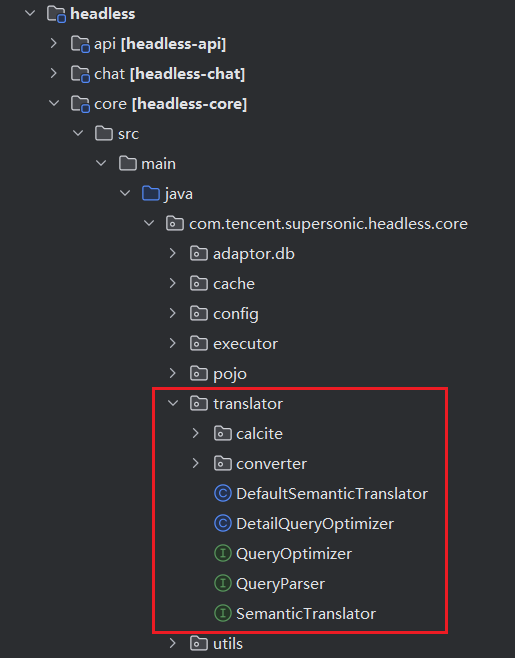 headless
api [headless-api]
chat [headless-chat]
core [headless-core]
src
main
java
com.tencent.supersonic.headless.core
adaptor.db
cache
config
executor
pojo
translator
calcite
converter
DefaultSemanticTranslator
DetailQueryOptimizer
QueryOptimizer
QueryParser
SemanticTranslator
utils